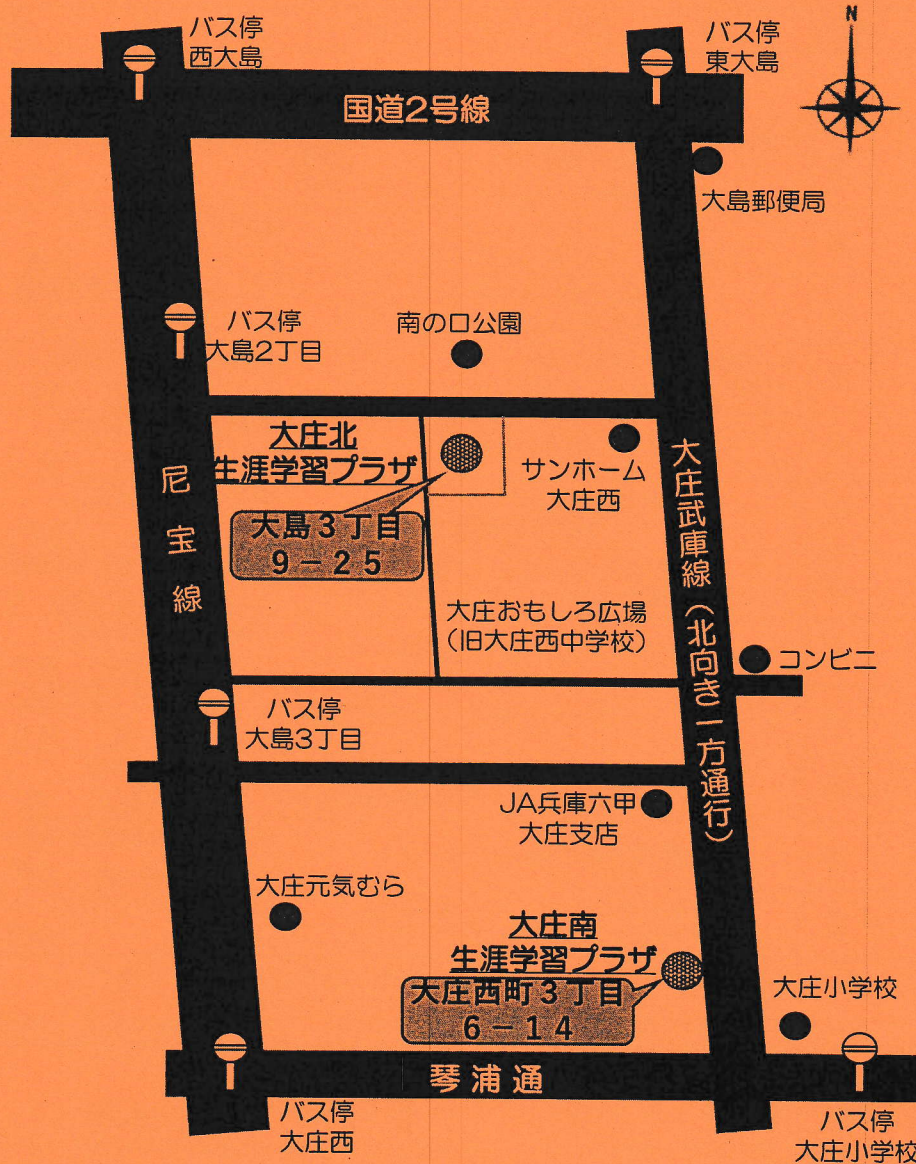 バス停
西大島
バス停
東大島
N
国道2号線
大島郵便局
バス停
大島2丁目
南の口公園
大庄北
生涯学習プラザ
大島3丁目
9－25
サンホーム
大庄西
尼宝線
大庄武庫線（北向き一方通行）
大庄おもしろ広場
（旧大庄西中学校）
コンビニ
バス停
大島3丁目
JA兵庫六甲
大庄支店
大庄元気むら
大庄南
生涯学習プラザ
大庄西町3丁目
6－14
大庄小学校
琴浦通
バス停
大庄西
バス停
大庄小学校